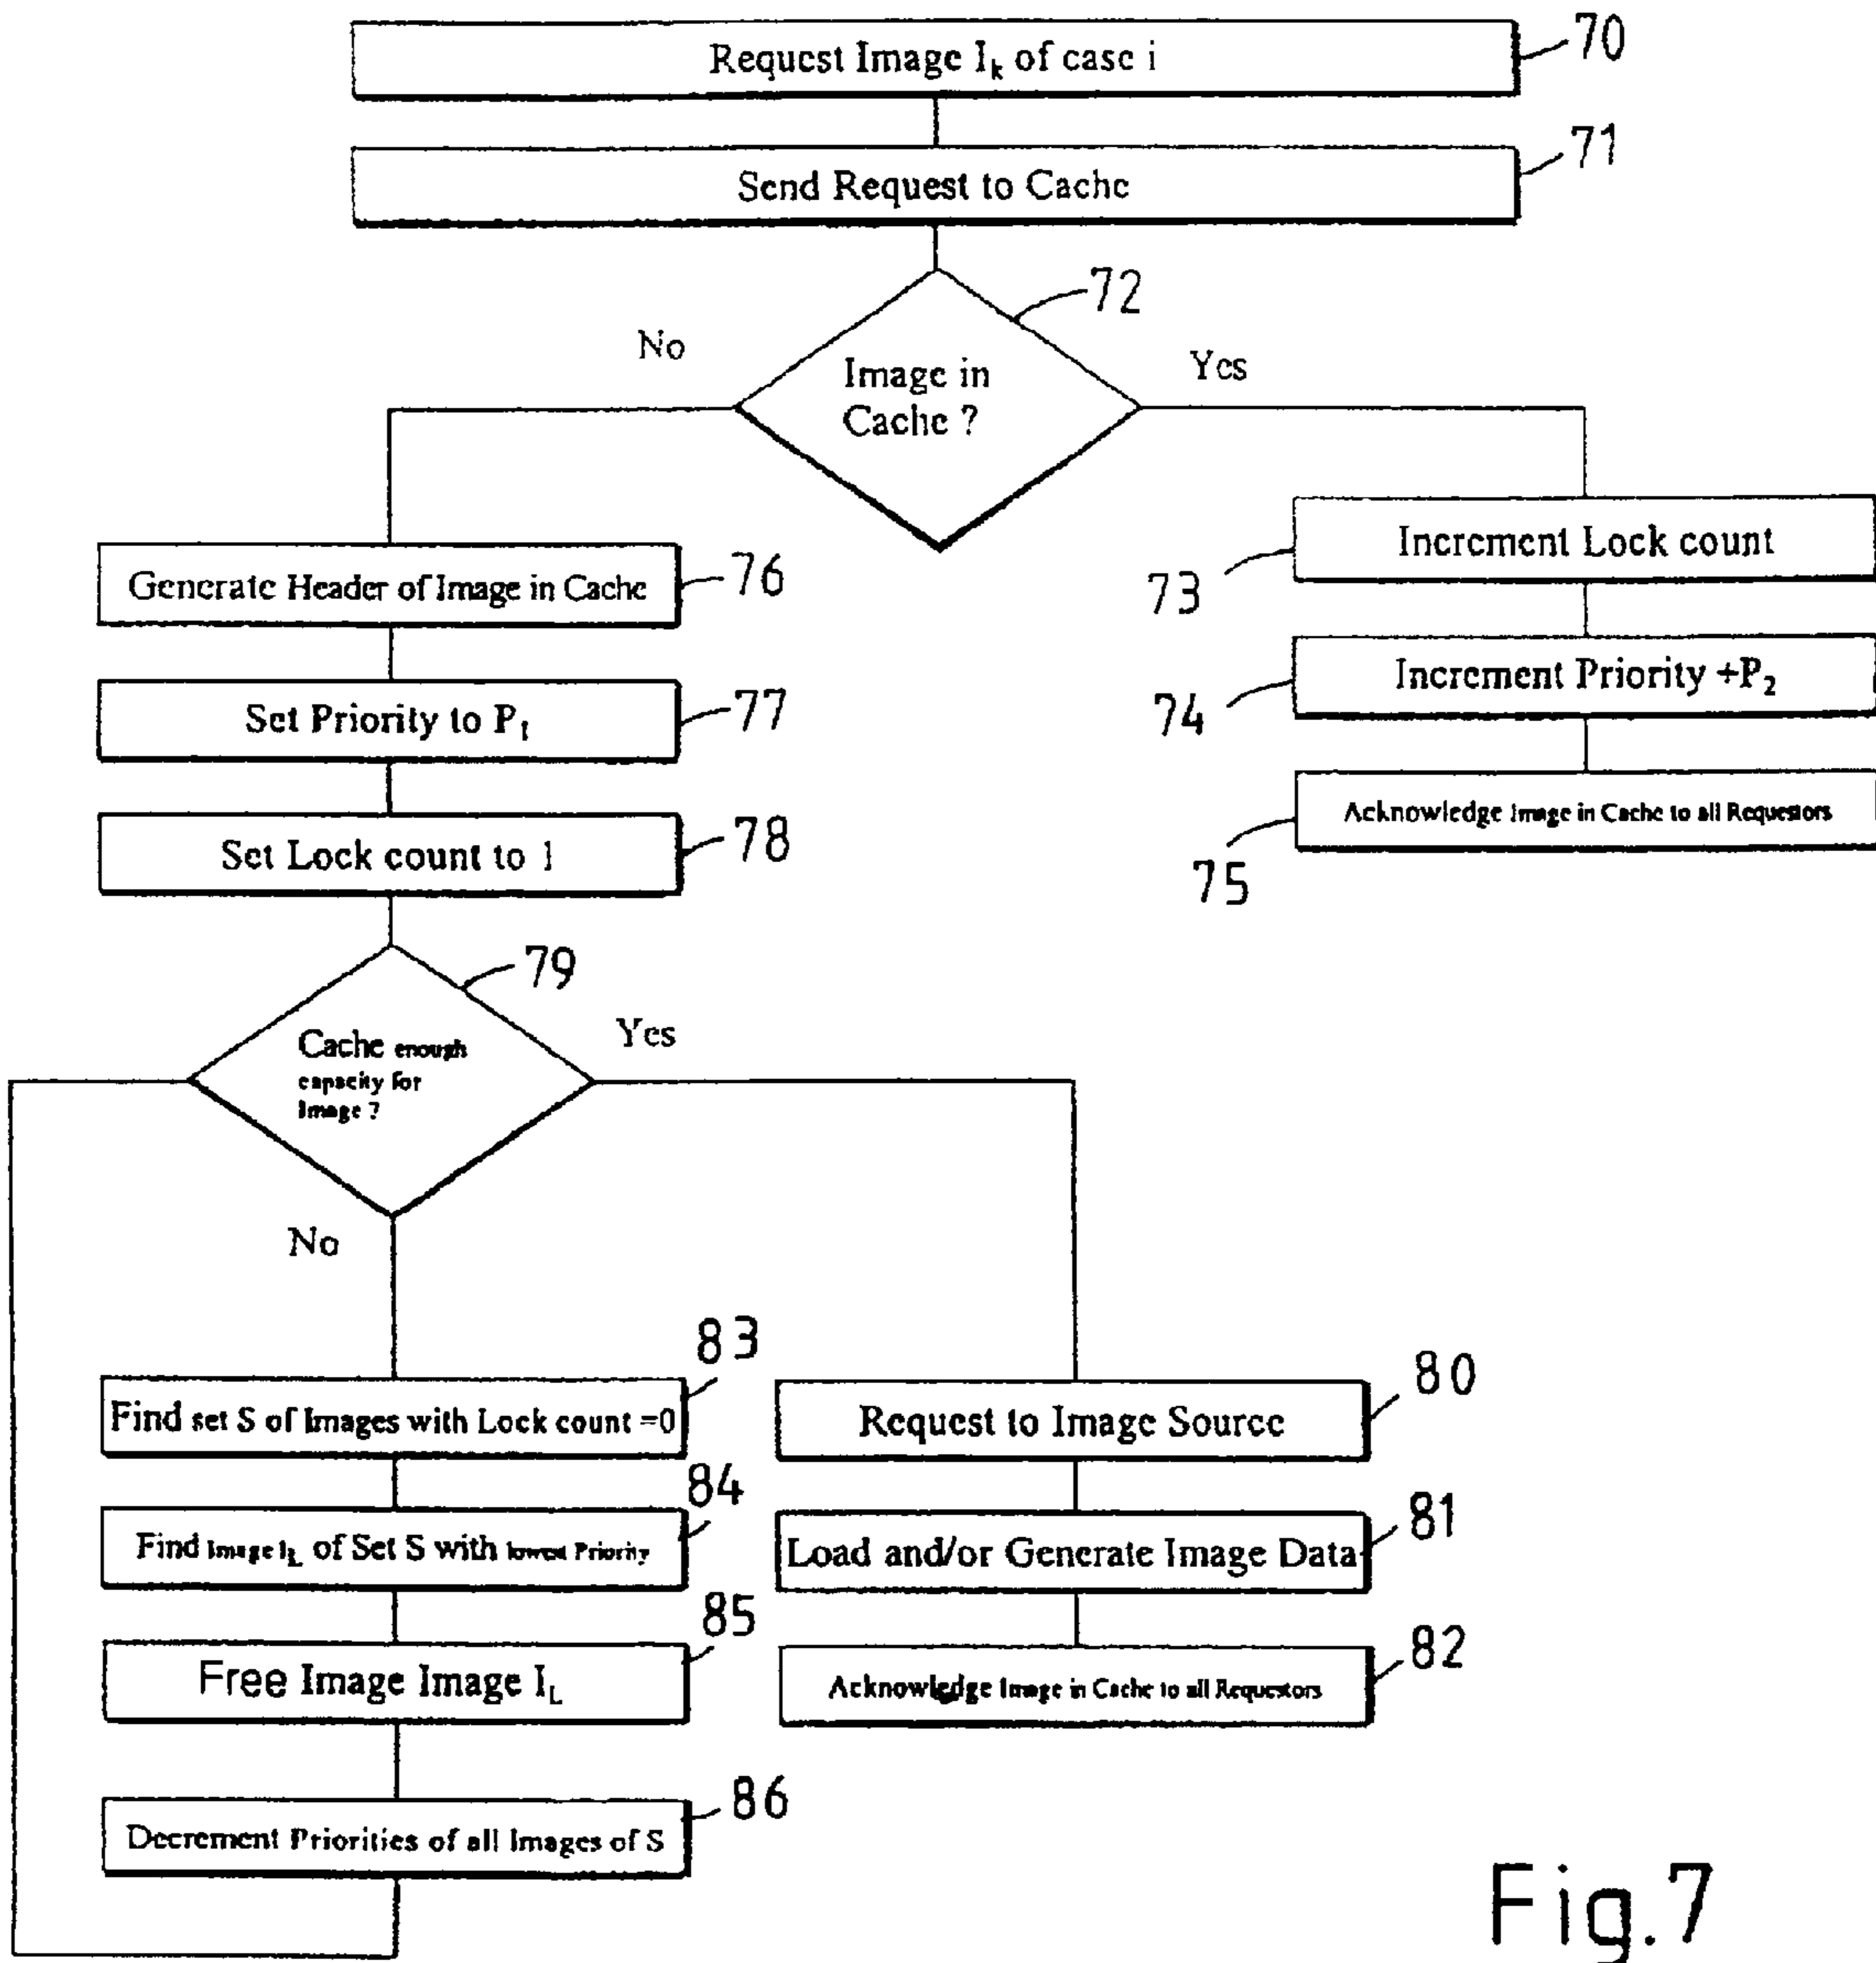 Request Image Ik of case i
70
Send Request to Cache
71
72
Image in
Cache ?
No
Yes
Increment Lock count
73
Increment Priority +P2
74
Acknowledge Image in Cache to all Requestors
75
Generate Header of Image in Cache
76
Set Priority to P1
77
Set Lock count to 1
78
79
Cache enough
capacity for
Image ?
Yes
No
Find set S of Images with Lock count =0
83
Find Image IL of Set S with lowest Priority
84
Free Image Image IL
85
Decrement Priorities of all Images of S
86
Request to Image Source
80
Load and/or Generate Image Data
81
Acknowledge Image in Cache to all Requestors
82
Fig.7